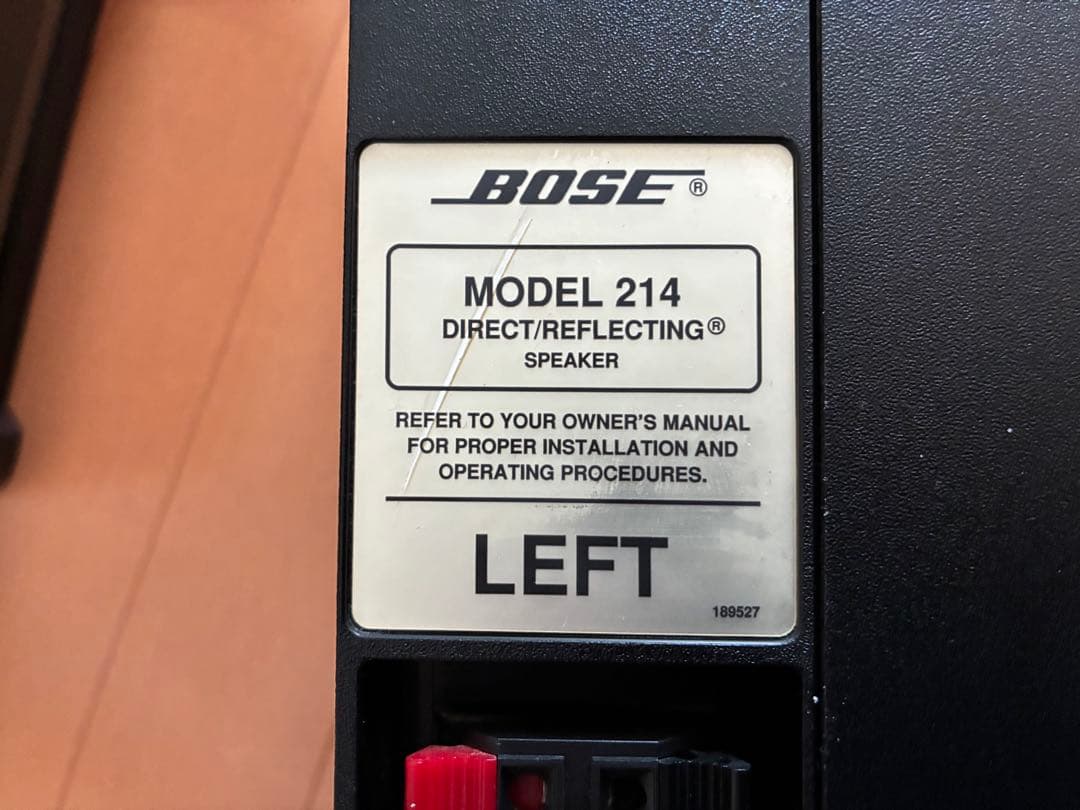 BOSE®
MODEL 214
DIRECT/REFLECTING®
SPEAKER
REFER TO YOUR OWNER'S MANUAL
FOR PROPER INSTALLATION AND
OPERATING PROCEDURES.
LEFT
189527